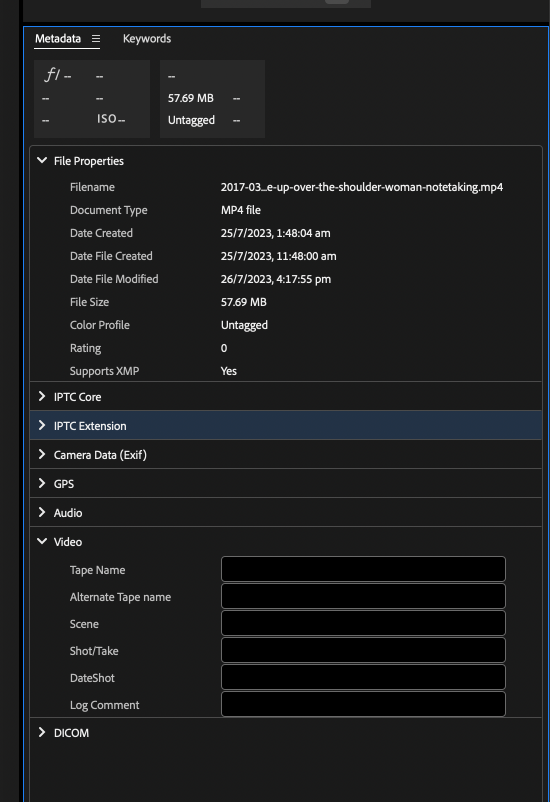 Metadata Keywords
ƒ/ -- --
-- --
-- ISO--
--
57.69 MB --
Untagged --
File Properties
Filename 2017-03...e-up-over-the-shoulder-woman-notetaking.mp4
Document Type MP4 file
Date Created 25/7/2023, 1:48:04 am
Date File Created 25/7/2023, 11:48:00 am
Date File Modified 26/7/2023, 4:17:55 pm
File Size 57.69 MB
Color Profile Untagged
Rating 0
Supports XMP Yes
IPTC Core
IPTC Extension
Camera Data (Exif)
GPS
Audio
Video
Tape Name
Alternate Tape name
Scene
Shot/Take
DateShot
Log Comment
DICOM